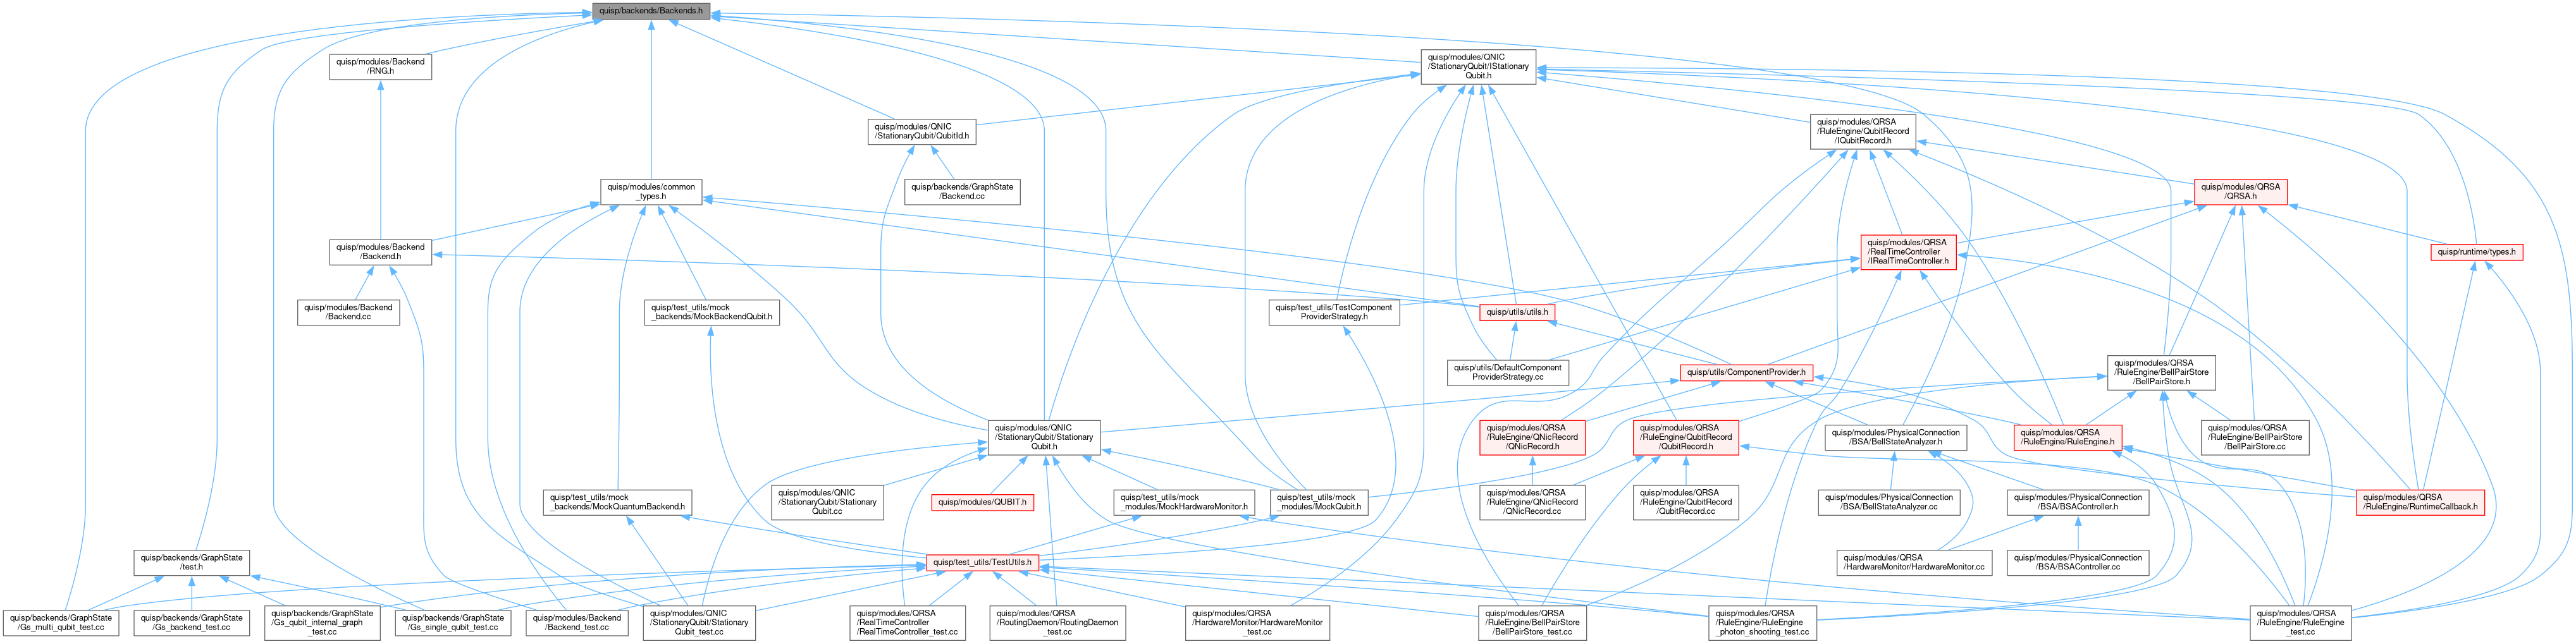 quisp/backends/Backends.h
quisp/modules/Backend
/RNG.h
quisp/modules/QNIC
/StationaryQubit/IStationary
Qubit.h
quisp/modules/QNIC
/StationaryQubit/QubitId.h
quisp/modules/QRSA
/RuleEngine/QubitRecord
/IQubitRecord.h
quisp/modules/common
_types.h
quisp/backends/GraphState
/Backend.cc
quisp/modules/QRSA
/QRSA.h
quisp/modules/Backend
/Backend.h
quisp/modules/QRSA
/RealTimeController
/IRealTimeController.h
quisp/runtime/types.h
quisp/modules/Backend
/Backend.cc
quisp/test_utils/mock
_backends/MockBackendQubit.h
quisp/test_utils/TestComponent
ProviderStrategy.h
quisp/utils/utils.h
quisp/utils/DefaultComponent
ProviderStrategy.cc
quisp/utils/ComponentProvider.h
quisp/modules/QRSA
/RuleEngine/BellPairStore
/BellPairStore.h
quisp/modules/QNIC
/StationaryQubit/Stationary
Qubit.h
quisp/modules/QRSA
/RuleEngine/QNicRecord
/QNicRecord.h
quisp/modules/QRSA
/RuleEngine/QubitRecord
/QubitRecord.h
quisp/modules/PhysicalConnection
/BSA/BellStateAnalyzer.h
quisp/modules/QRSA
/RuleEngine/RuleEngine.h
quisp/modules/QRSA
/RuleEngine/BellPairStore
/BellPairStore.cc
quisp/test_utils/mock
_backends/MockQuantumBackend.h
quisp/modules/QNIC
/StationaryQubit/Stationary
Qubit.cc
quisp/modules/QUBIT.h
quisp/test_utils/mock
_modules/MockHardwareMonitor.h
quisp/test_utils/mock
_modules/MockQubit.h
quisp/modules/QRSA
/RuleEngine/QNicRecord
/QNicRecord.cc
quisp/modules/QRSA
/RuleEngine/QubitRecord
/QubitRecord.cc
quisp/modules/PhysicalConnection
/BSA/BellStateAnalyzer.cc
quisp/modules/PhysicalConnection
/BSA/BSAController.h
quisp/modules/QRSA
/RuleEngine/RuntimeCallback.h
quisp/backends/GraphState
/test.h
quisp/test_utils/TestUtils.h
quisp/modules/QRSA
/HardwareMonitor/HardwareMonitor.cc
quisp/modules/PhysicalConnection
/BSA/BSAController.cc
quisp/backends/GraphState
/Gs_multi_qubit_test.cc
quisp/backends/GraphState
/Gs_backend_test.cc
quisp/backends/GraphState
/Gs_qubit_internal_graph
_test.cc
quisp/backends/GraphState
/Gs_single_qubit_test.cc
quisp/modules/Backend
/Backend_test.cc
quisp/modules/QNIC
/StationaryQubit/Stationary
Qubit_test.cc
quisp/modules/QRSA
/RealTimeController
/RealTimeController_test.cc
quisp/modules/QRSA
/RoutingDaemon/RoutingDaemon
_test.cc
quisp/modules/QRSA
/HardwareMonitor/HardwareMonitor
_test.cc
quisp/modules/QRSA
/RuleEngine/BellPairStore
/BellPairStore_test.cc
quisp/modules/QRSA
/RuleEngine/RuleEngine
_photon_shooting_test.cc
quisp/modules/QRSA
/RuleEngine/RuleEngine
_test.cc